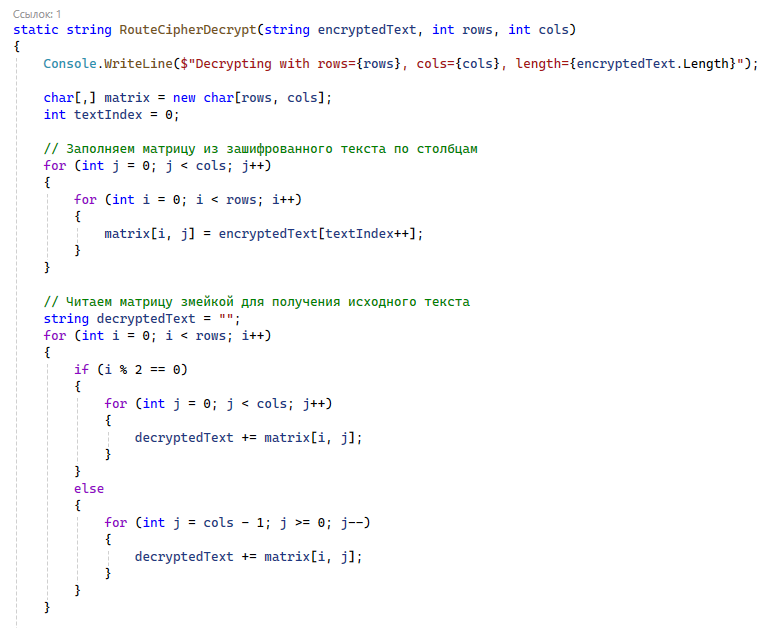 Ссылок: 1
static string RouteCipherDecrypt(string encryptedText, int rows, int cols)
{
    Console.WriteLine($"Decrypting with rows={rows}, cols={cols}, length={encryptedText.Length}");

    char[,] matrix = new char[rows, cols];
    int textIndex = 0;

    // Заполняем матрицу из зашифрованного текста по столбцам
    for (int j = 0; j < cols; j++)
    {
        for (int i = 0; i < rows; i++)
        {
            matrix[i, j] = encryptedText[textIndex++];
        }
    }

    // Читаем матрицу змейкой для получения исходного текста
    string decryptedText = "";
    for (int i = 0; i < rows; i++)
    {
        if (i % 2 == 0)
        {
            for (int j = 0; j < cols; j++)
            {
                decryptedText += matrix[i, j];
            }
        }
        else
        {
            for (int j = cols - 1; j >= 0; j--)
            {
                decryptedText += matrix[i, j];
            }
        }
    }